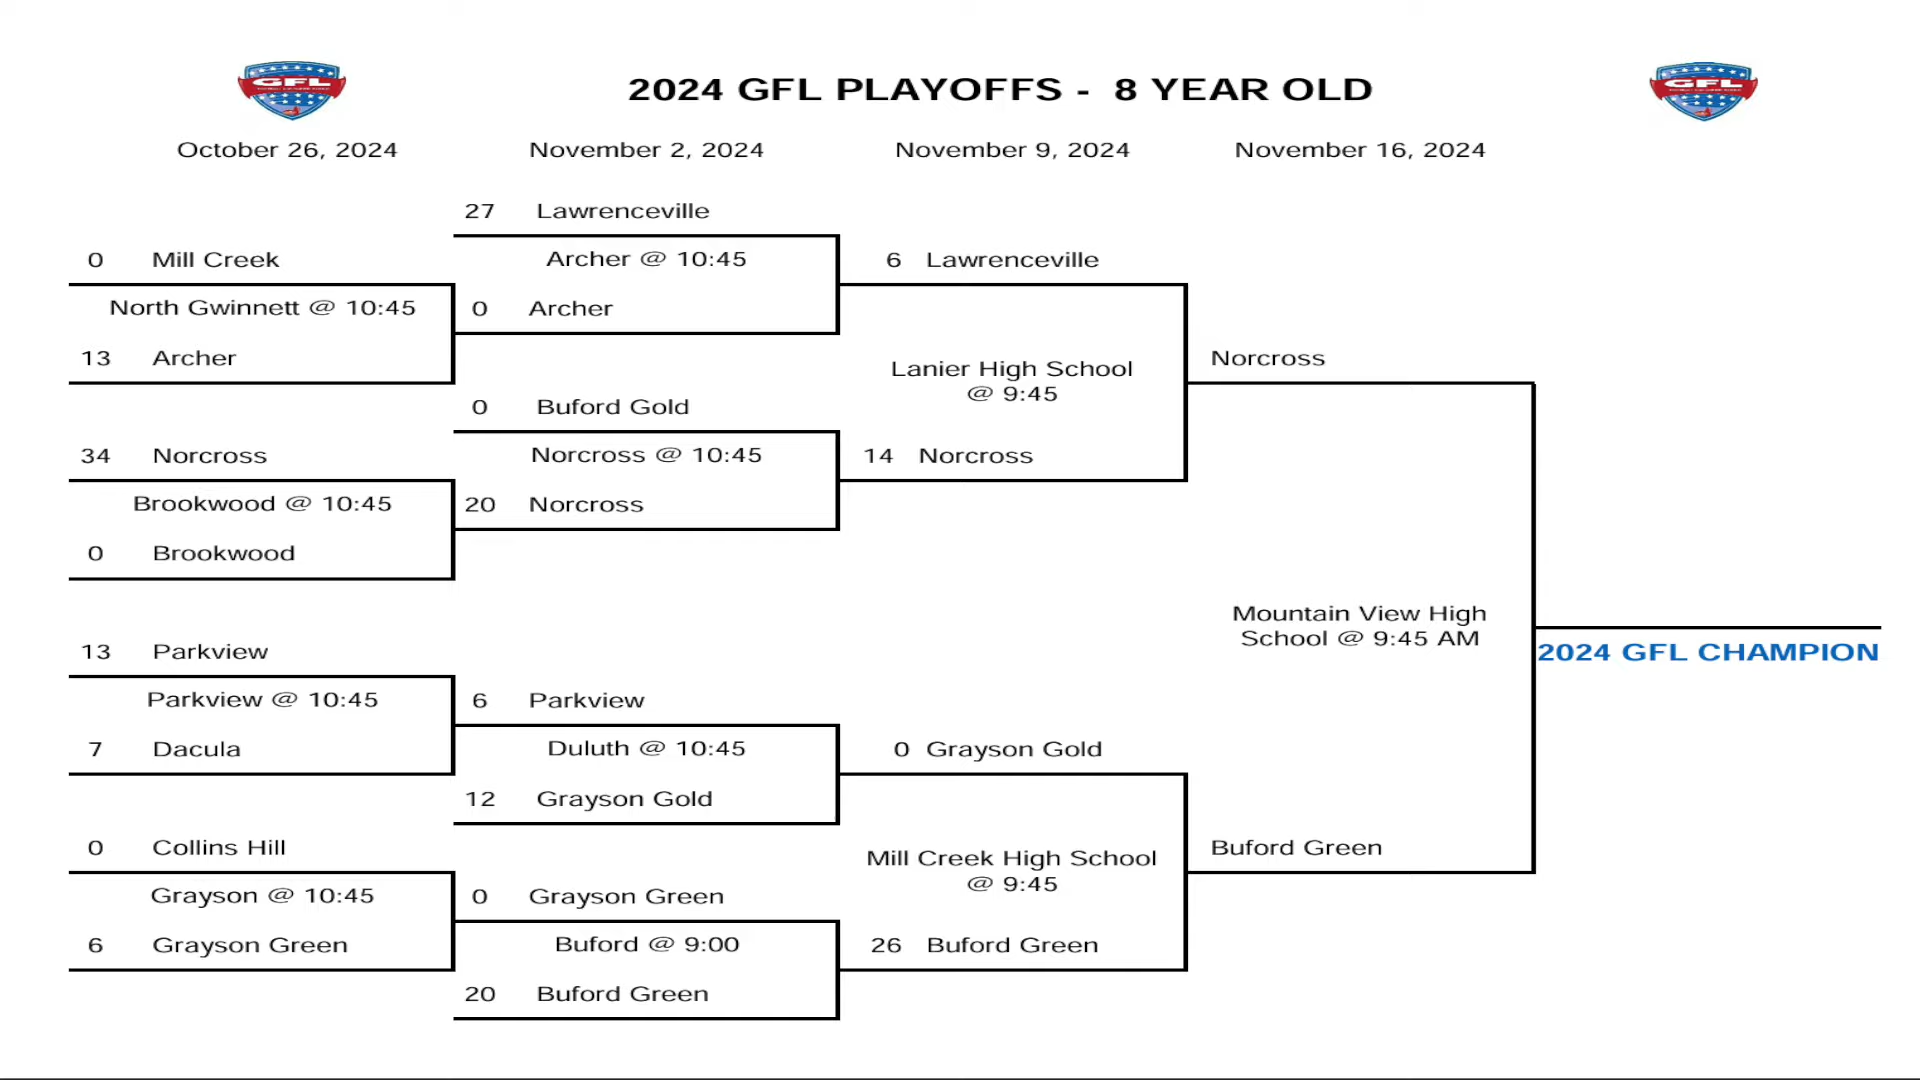 GFL
2024 GFL PLAYOFFS - 8 YEAR OLD
GFL
October 26, 2024
November 2, 2024
November 9, 2024
November 16, 2024
27 Lawrenceville
0 Mill Creek
Archer @ 10:45
6 Lawrenceville
North Gwinnett @ 10:45
0 Archer
13 Archer
Lanier High School
@ 9:45
Norcross
0 Buford Gold
34 Norcross
Norcross @ 10:45
14 Norcross
Brookwood @ 10:45
20 Norcross
0 Brookwood
Mountain View High
School @ 9:45 AM
2024 GFL CHAMPION
13 Parkview
Parkview @ 10:45
6 Parkview
7 Dacula
Duluth @ 10:45
0 Grayson Gold
12 Grayson Gold
0 Collins Hill
Mill Creek High School
@ 9:45
Buford Green
Grayson @ 10:45
0 Grayson Green
6 Grayson Green
Buford @ 9:00
26 Buford Green
20 Buford Green